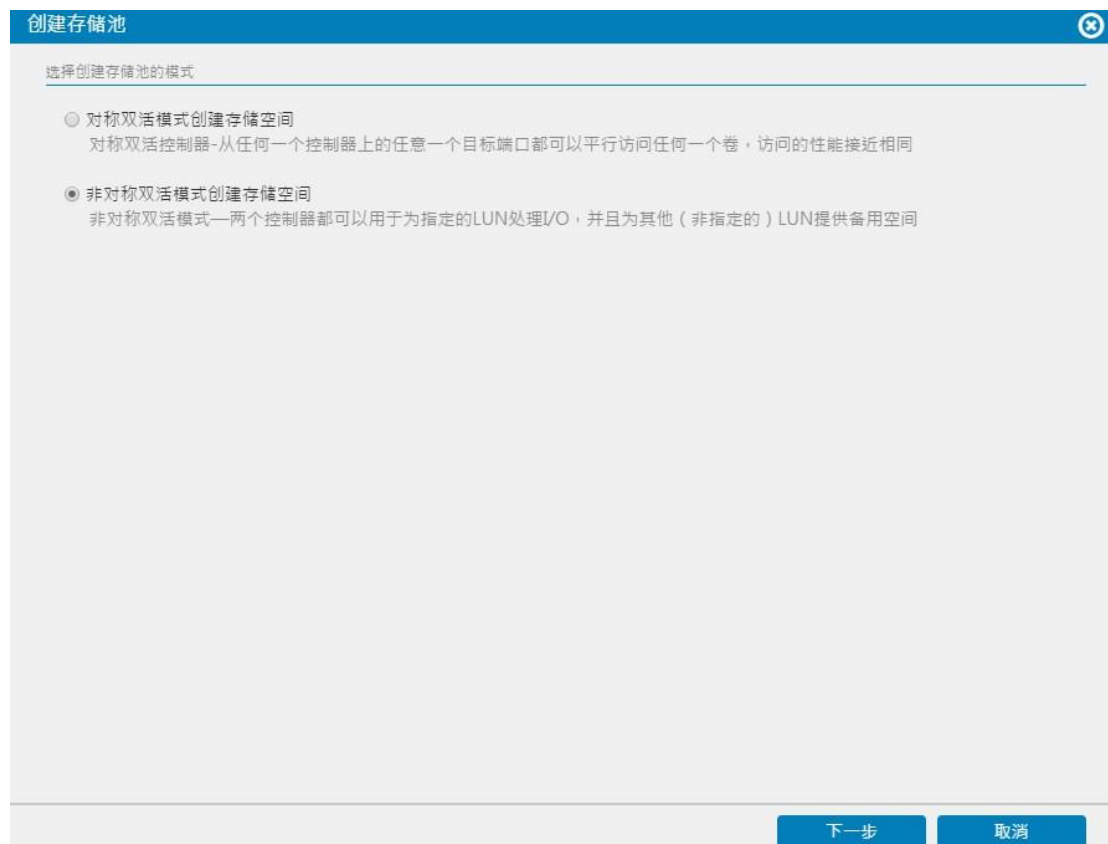 创建存储池
选择创建存储池的模式
对称双活模式创建存储空间
对称双活控制器-从任何一个控制器上的任意一个目标端口都可以平行访问任何一个卷，访问的性能接近相同
非对称双活模式创建存储空间
非对称双活模式—两个控制器都可以用于为指定的LUN处理I/O，并且为其他（非指定的）LUN提供备用空间
下一步 取消